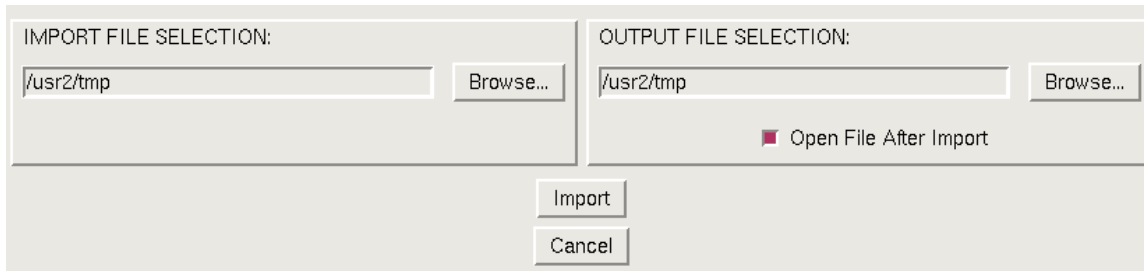 IMPORT FILE SELECTION:
/usr2/tmp
Browse...
OUTPUT FILE SELECTION:
/usr2/tmp
Browse...
Open File After Import
Import
Cancel